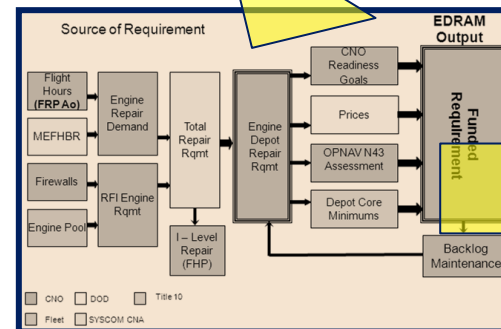 Source of Requirement
EDRAM
Output
Flight
Hours
(FRP Ao)
MEFHBR
Firewalls
Engine Pool
Engine
Repair
Demand
RFI Engine
Rqmt
Total
Repair
Rqmt
I – Level
Repair
(FHP)
Engine
Depot
Repair
Rqmt
CNO
Readiness
Goals
Prices
OPNAV N43
Assessment
Depot Core
Minimums
Funded
Requirement
Backlog
Maintenance
CNO
DOD
Title 10
Fleet
SYSCOM CNA